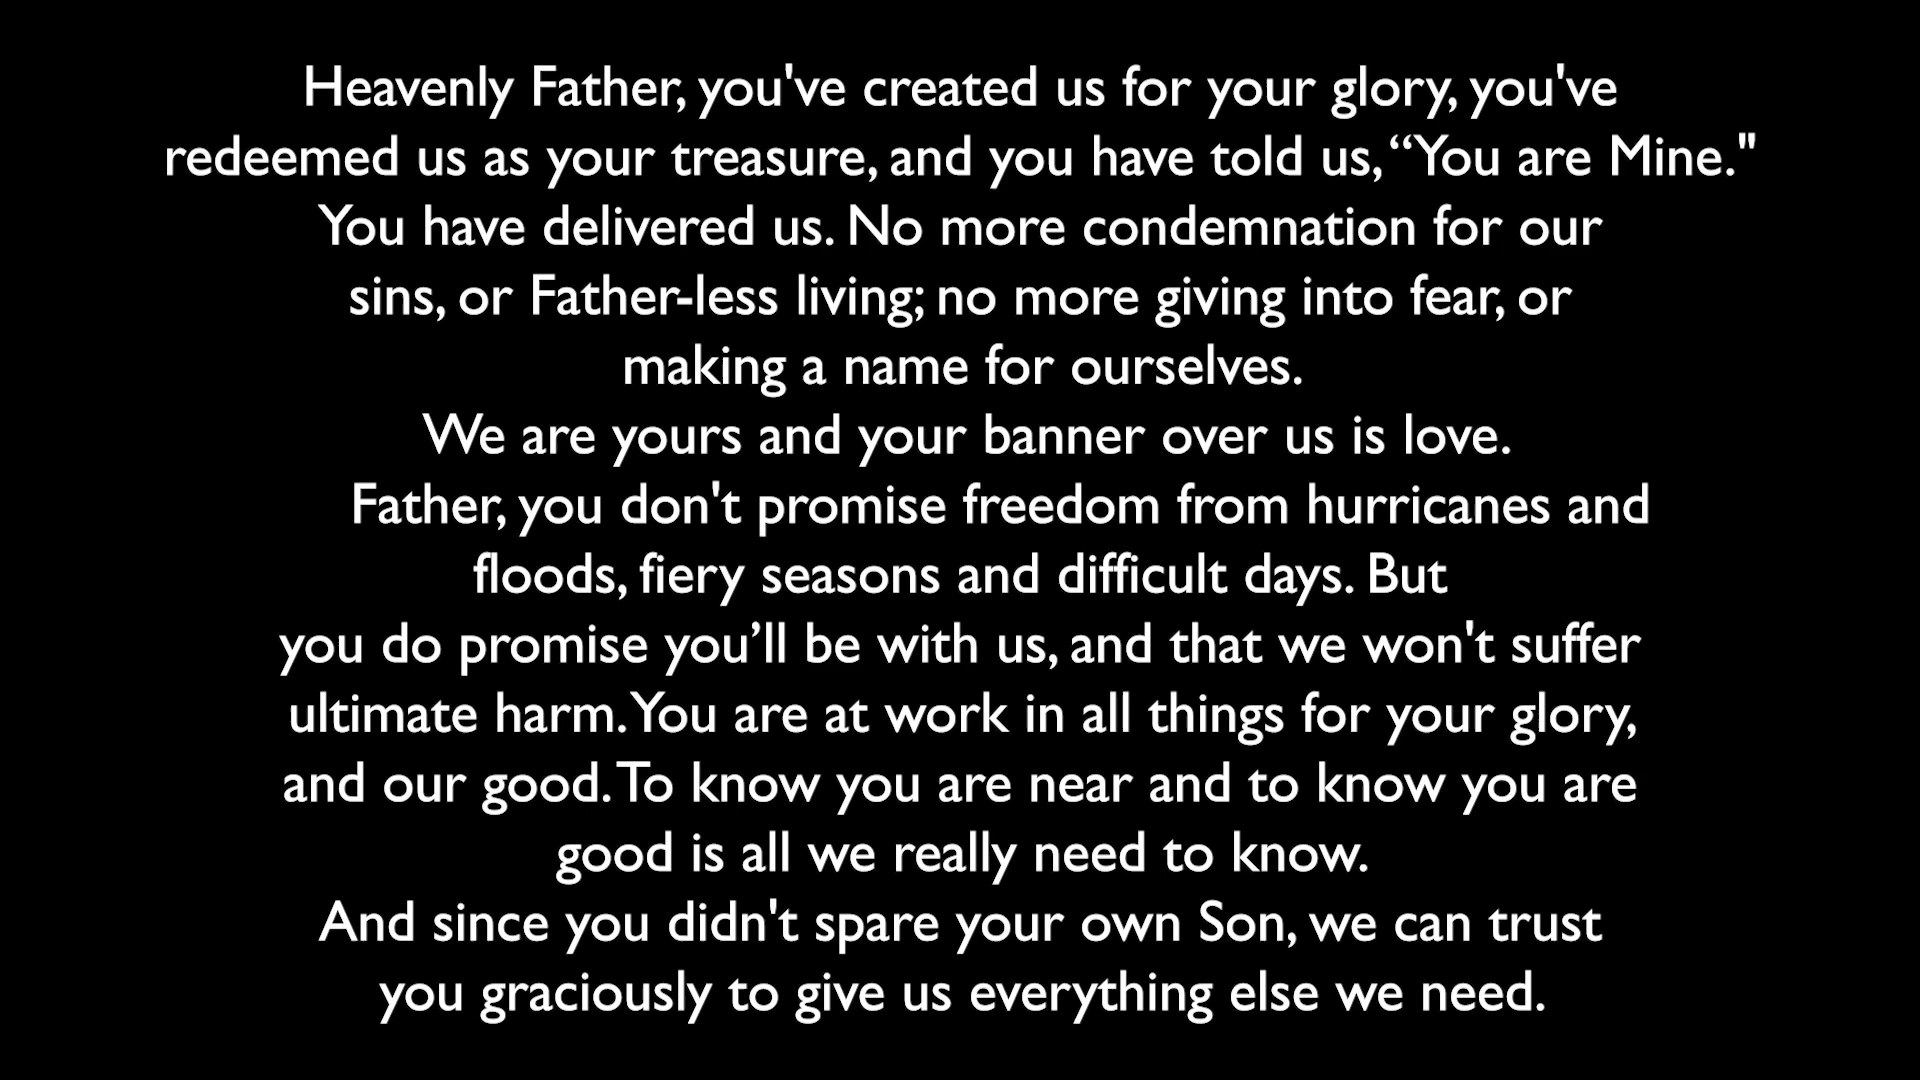 Heavenly Father, you've created us for your glory, you've
redeemed us as your treasure, and you have told us, “You are Mine."
You have delivered us. No more condemnation for our
sins, or Father-less living; no more giving into fear, or
making a name for ourselves.
We are yours and your banner over us is love.
Father, you don't promise freedom from hurricanes and
floods, fiery seasons and difficult days. But
you do promise you’ll be with us, and that we won't suffer
ultimate harm. You are at work in all things for your glory,
and our good. To know you are near and to know you are
good is all we really need to know.
And since you didn't spare your own Son, we can trust
you graciously to give us everything else we need.